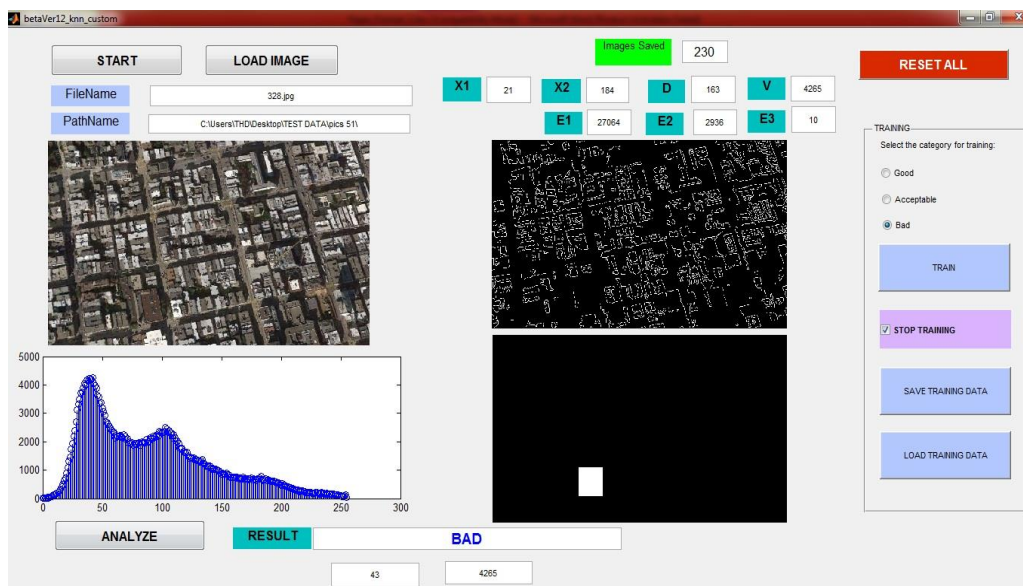 betaVer12_knn_custom
START
LOAD IMAGE
Images Saved
230
RESET ALL
FileName
328.jpg
X1
21
X2
184
D
163
V
4265
PathName
C:\Users\THD\Desktop\TEST DATA\pics 51\
E1
27064
E2
2936
E3
10
TRAINING
Select the category for training:
Good
Acceptable
Bad
TRAIN
STOP TRAINING
SAVE TRAINING DATA
LOAD TRAINING DATA
5000
4000
3000
2000
1000
0
0
50
100
150
200
250
300
ANALYZE
RESULT
BAD
43
4265